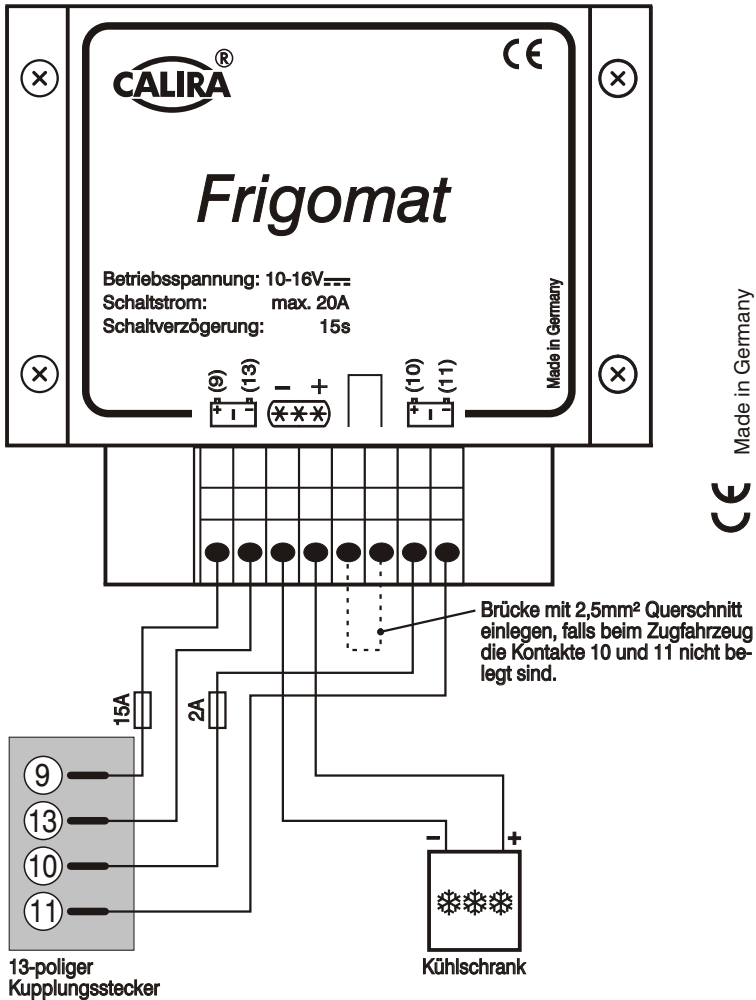 CALIRA ®
CE
Frigomat
Betriebsspannung: 10-16V
Schaltstrom: max. 20A
Schaltverzögerung: 15s
Made in Germany
(9) (13) - + (10) (11)
+ - + -
Made in Germany
CE
Brücke mit 2,5mm² Querschnitt
einlegen, falls beim Zugfahrzeug
die Kontakte 10 und 11 nicht be-
legt sind.
15A
2A
9
13
10
11
- +
13-poliger
Kupplungsstecker
Kühlschrank